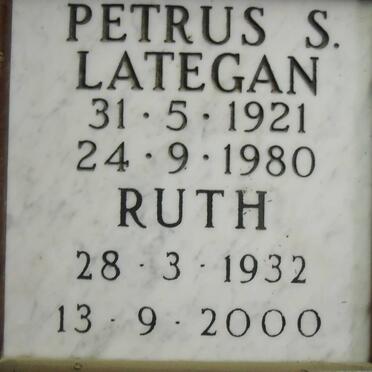 PETRUS S.
LATEGAN
31·5·1921
24·9·1980
RUTH
28·3·1932
13·9·2000